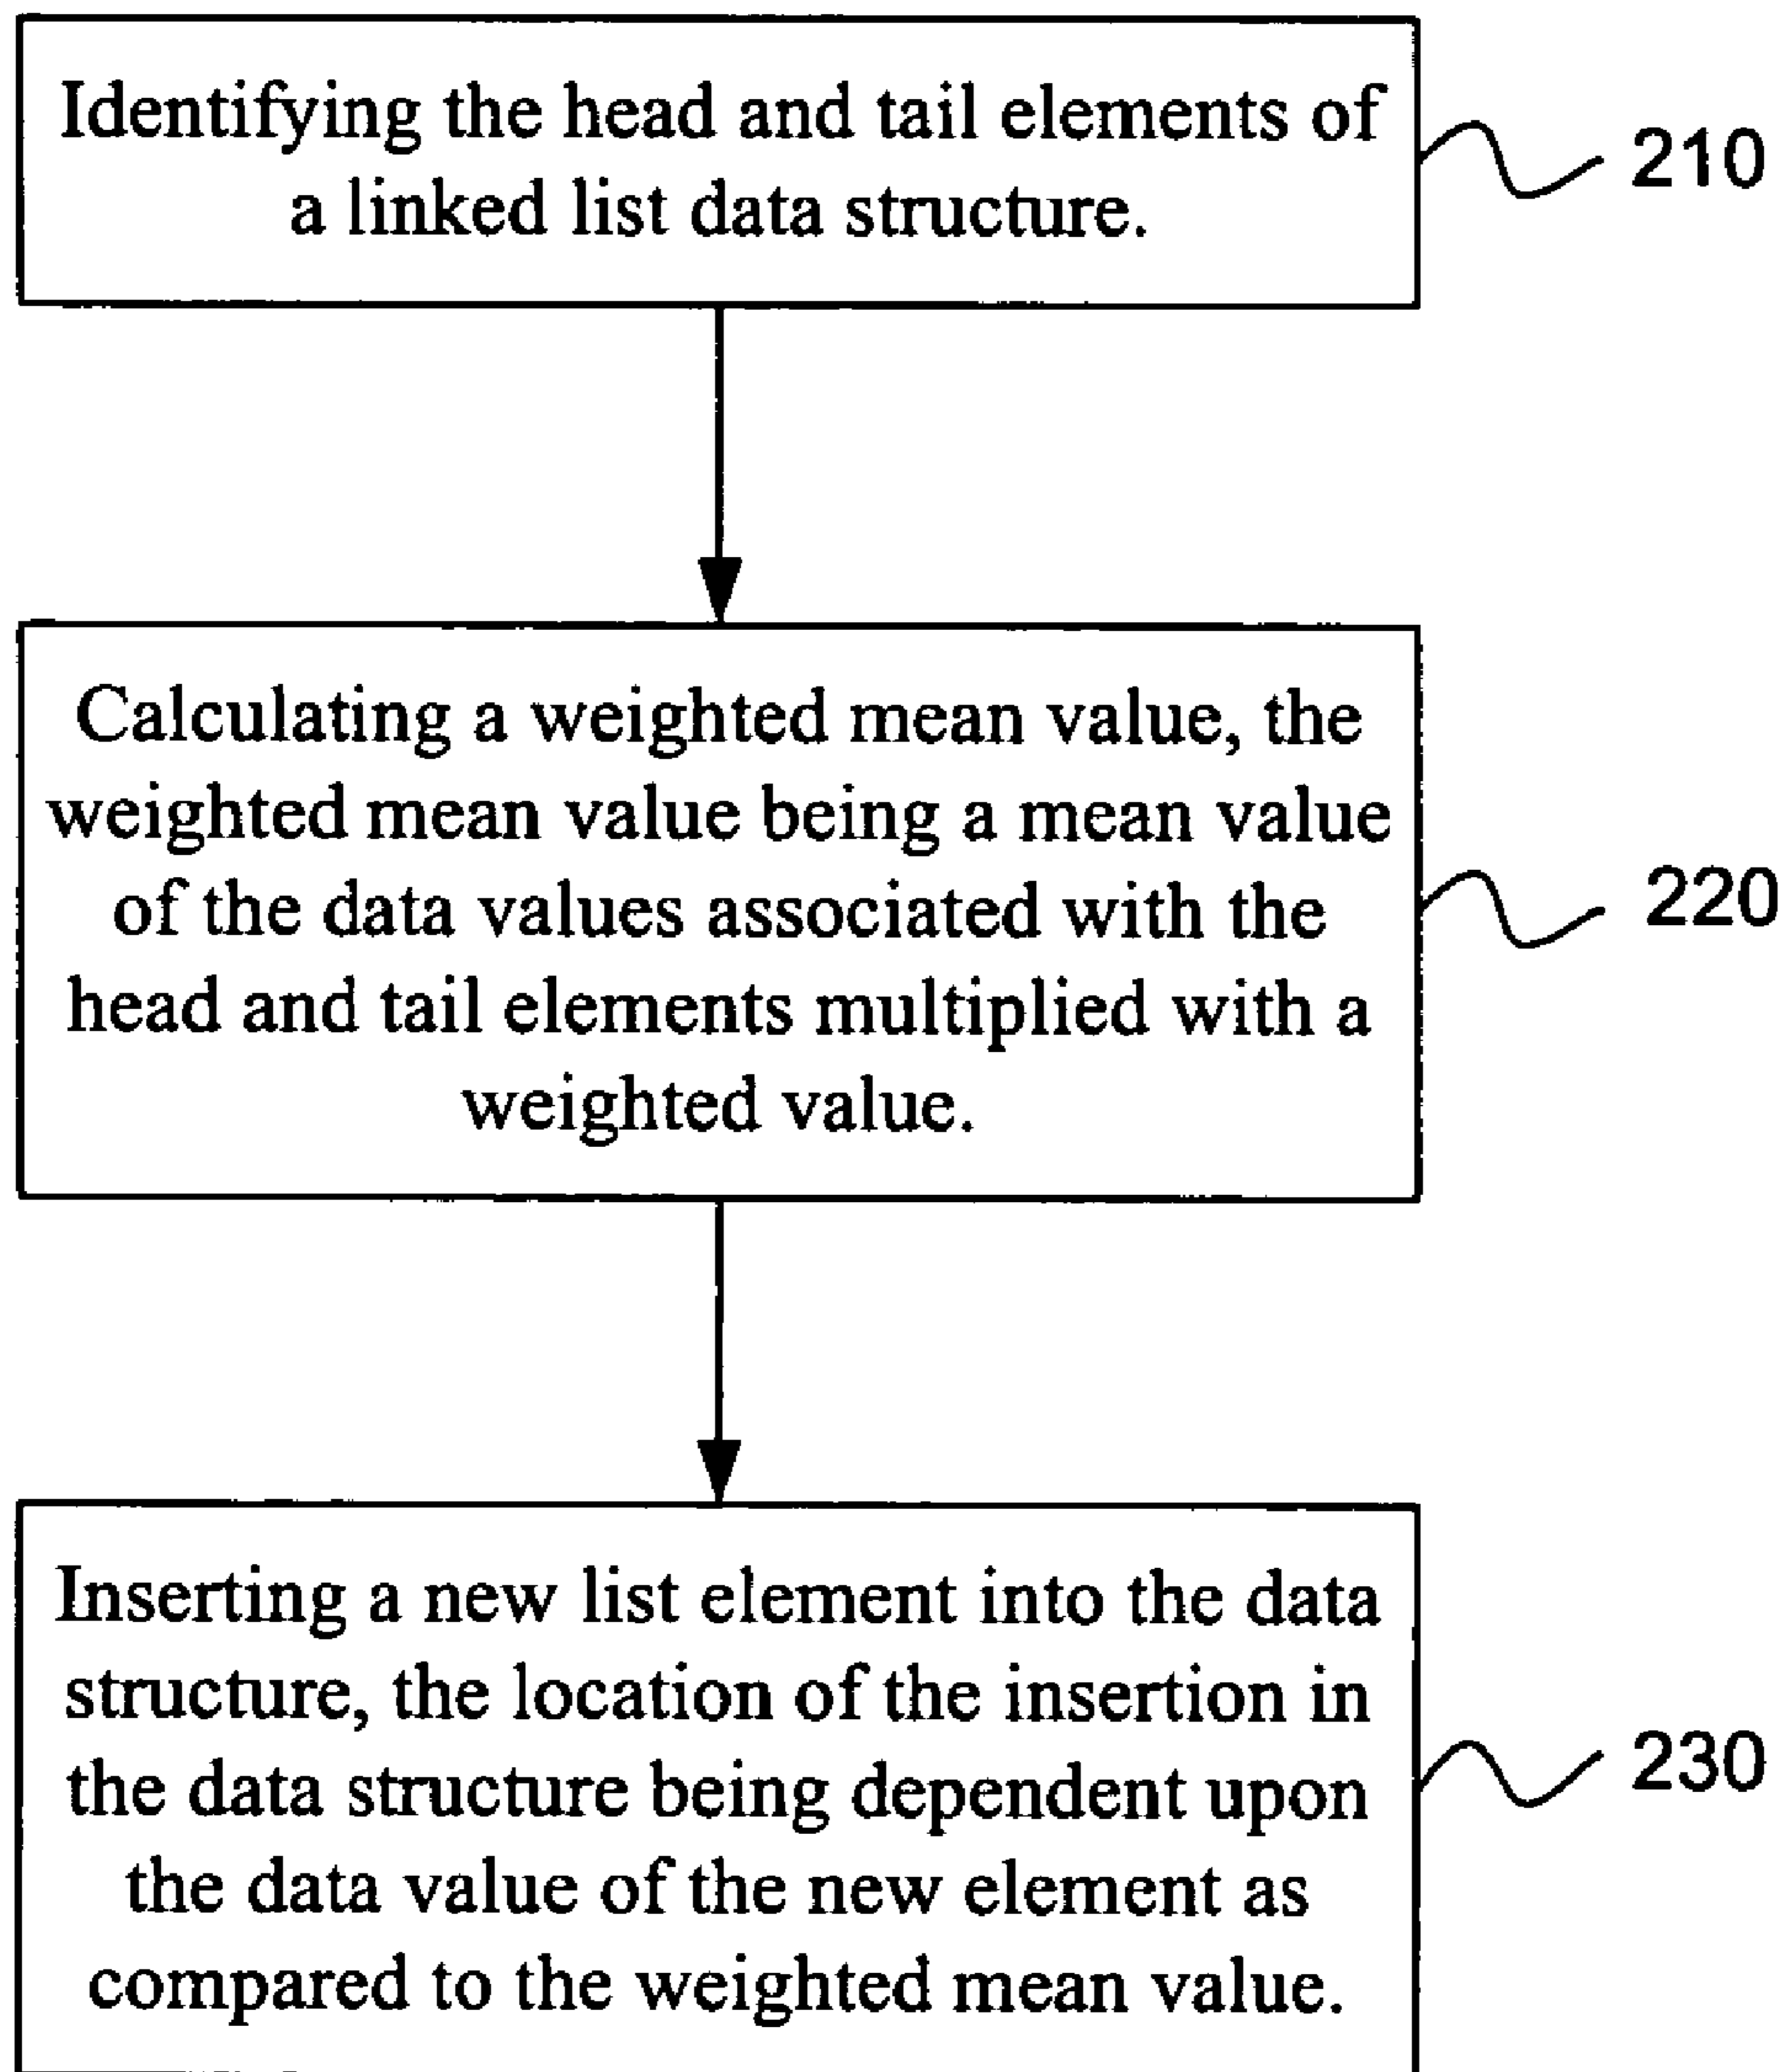 Identifying the head and tail elements of
a linked list data structure.
210
Calculating a weighted mean value, the
weighted mean value being a mean value
of the data values associated with the
head and tail elements multiplied with a
weighted value.
220
Inserting a new list element into the data
structure, the location of the insertion in
the data structure being dependent upon
the data value of the new element as
compared to the weighted mean value.
230